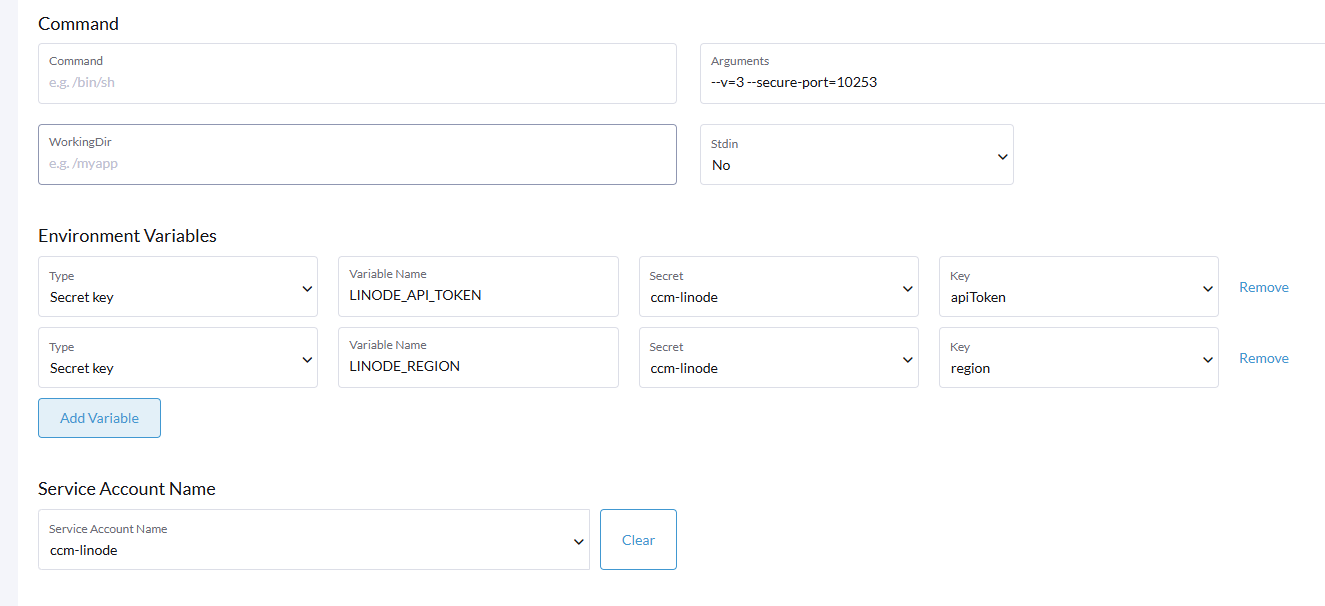 Command
Command
e.g. /bin/sh
Arguments
--v=3 --secure-port=10253
WorkingDir
e.g. /myapp
Stdin
No
Environment Variables
Type
Secret key
Variable Name
LINODE_API_TOKEN
Secret
ccm-linode
Key
apiToken
Remove
Type
Secret key
Variable Name
LINODE_REGION
Secret
ccm-linode
Key
region
Remove
Add Variable
Service Account Name
Service Account Name
ccm-linode
Clear